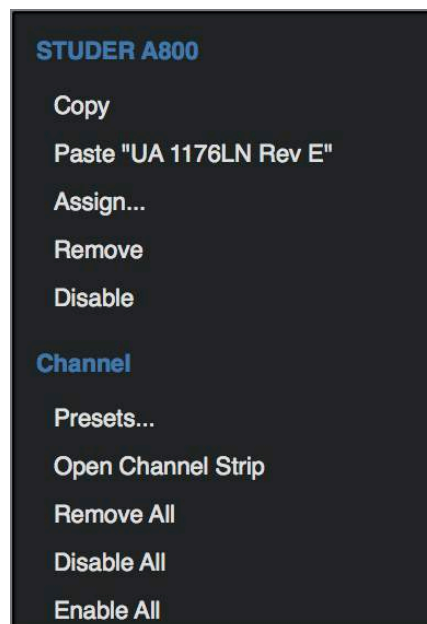 STUDER A800
Copy
Paste "UA 1176LN Rev E"
Assign...
Remove
Disable
Channel
Presets...
Open Channel Strip
Remove All
Disable All
Enable All